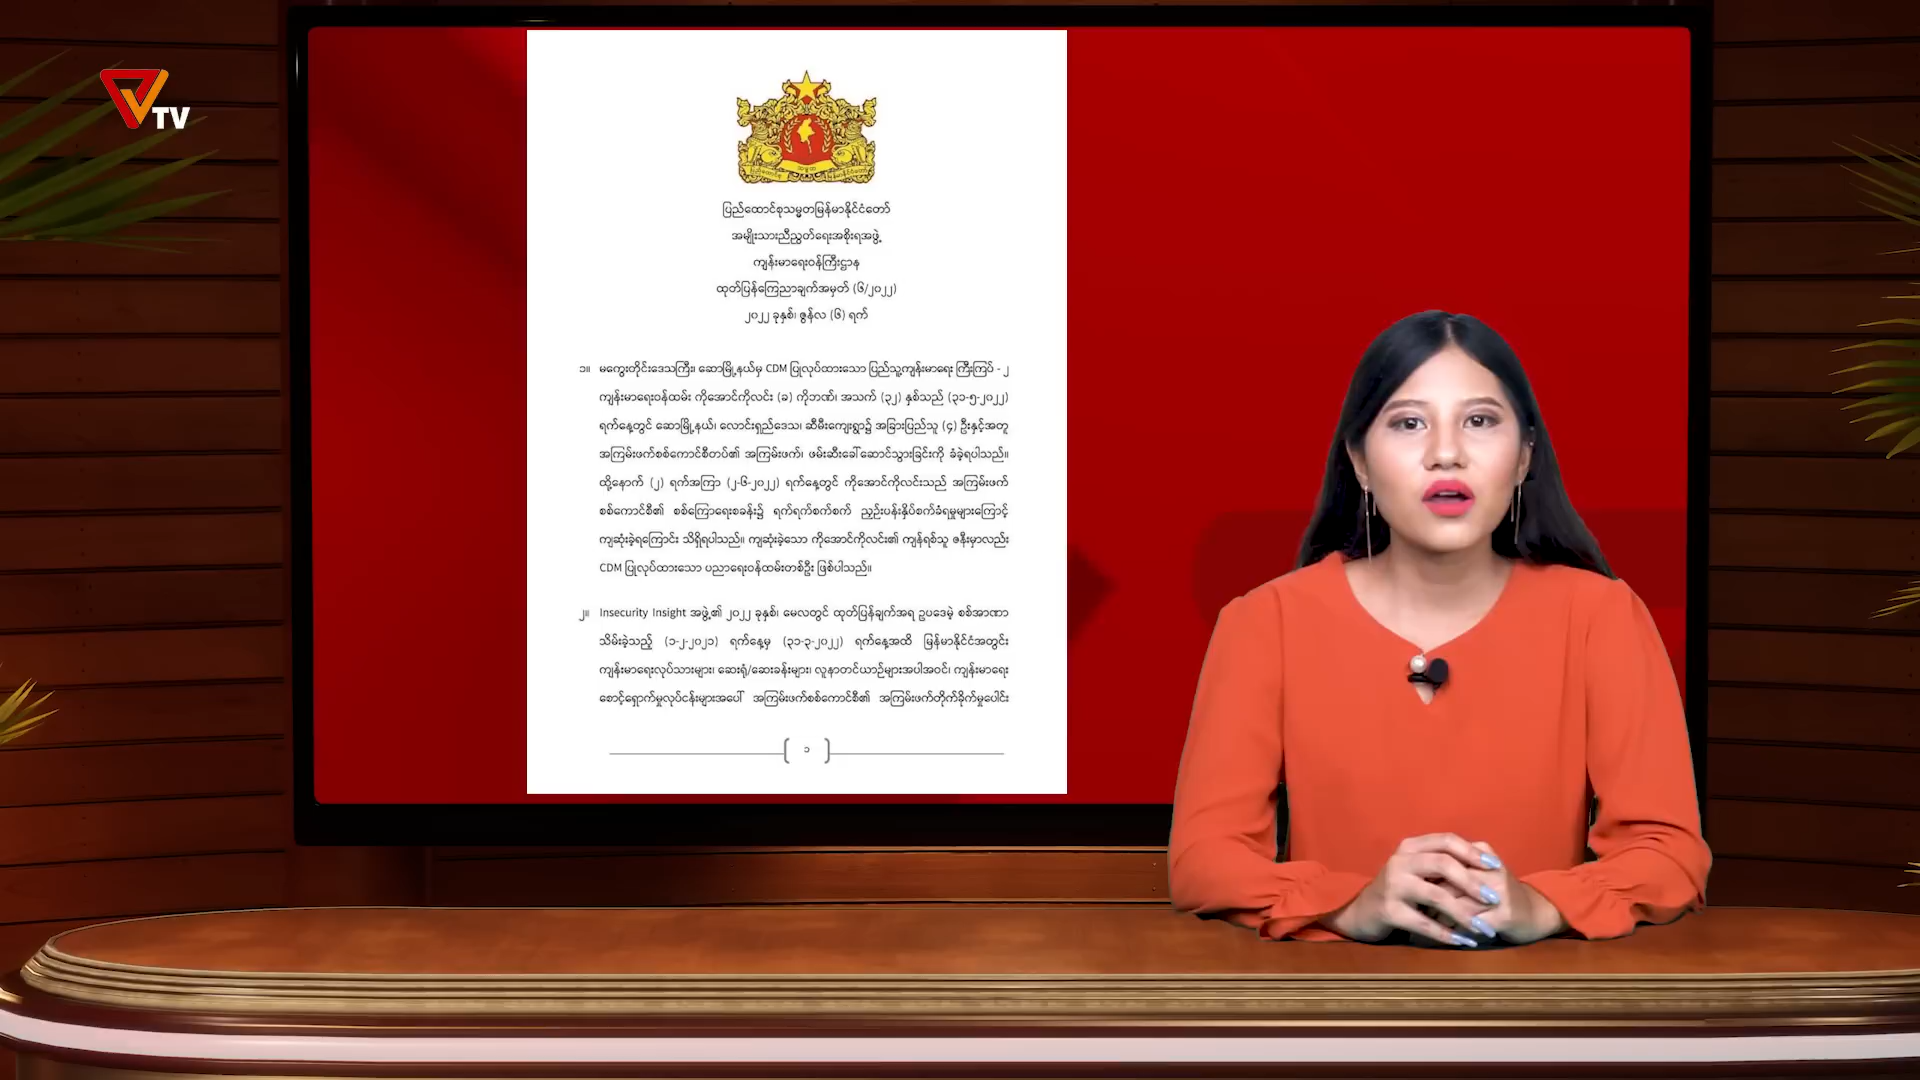 TV
ပြည်ထောင်စုသမ္မတမြန်မာနိုင်ငံတော်
အမျိုးသားညီညွတ်ရေးအစိုးရအဖွဲ့
ကျန်းမာရေးဝန်ကြီးဌာန
ထုတ်ပြန်ကြေညာချက်အမှတ် (၆/၂၀၂၂)
၂၀၂၂ ခုနှစ်၊ ဇွန်လ (၆) ရက်
၁။ မကွေးတိုင်းဒေသကြီး၊ ဆောမြို့နယ်မှ CDM ပြုလုပ်ထားသော ပြည်သူ့ကျန်းမာရေး ကြီးကြပ် - ၂
ကျန်းမာရေးဝန်ထမ်း ကိုအောင်ကိုလင်း (ခ) ကိုဘဏ်၊ အသက် (၃၂) နှစ်သည် (၃၁-၅-၂၀၂၂)
ရက်နေ့တွင် ဆောမြို့နယ်၊ လောင်းရှည်ဒေသ၊ ဆီမီးကျေးရွာ၌ အခြားပြည်သူ (၄) ဦးနှင့်အတူ
အကြမ်းဖက်စစ်ကောင်စီတပ်၏ အကြမ်းဖက်၊ ဖမ်းဆီးခေါ်ဆောင်သွားခြင်းကို ခံခဲ့ရပါသည်။
ထို့နောက် (၂) ရက်အကြာ (၂-၆-၂၀၂၂) ရက်နေ့တွင် ကိုအောင်ကိုလင်းသည် အကြမ်းဖက်
စစ်ကောင်စီ၏ စစ်ကြောရေးစခန်း၌ ရက်ရက်စက်စက် ညှဉ်းပန်းနှိပ်စက်ခံရမှုများကြောင့်
ကျဆုံးခဲ့ရကြောင်း သိရှိရပါသည်။ ကျဆုံးခဲ့သော ကိုအောင်ကိုလင်း၏ ကျန်ရစ်သူ ဇနီးမှာလည်း
CDM ပြုလုပ်ထားသော ပညာရေးဝန်ထမ်းတစ်ဦး ဖြစ်ပါသည်။
၂။ Insecurity Insight အဖွဲ့၏ ၂၀၂၂ ခုနှစ်၊ မေလတွင် ထုတ်ပြန်ချက်အရ ဥပဒေမဲ့ စစ်အာဏာ
သိမ်းခဲ့သည့် (၁-၂-၂၀၂၁) ရက်နေ့မှ (၃၁-၃-၂၀၂၂) ရက်နေ့အထိ မြန်မာနိုင်ငံအတွင်း
ကျန်းမာရေးလုပ်သားများ၊ ဆေးရုံ/ဆေးခန်းများ၊ လူနာတင်ယာဉ်များအပါအဝင်၊ ကျန်းမာရေး
စောင့်ရှောက်မှုလုပ်ငန်းများအပေါ် အကြမ်းဖက်စစ်ကောင်စီ၏ အကြမ်းဖက်တိုက်ခိုက်မှုပေါင်း
၁